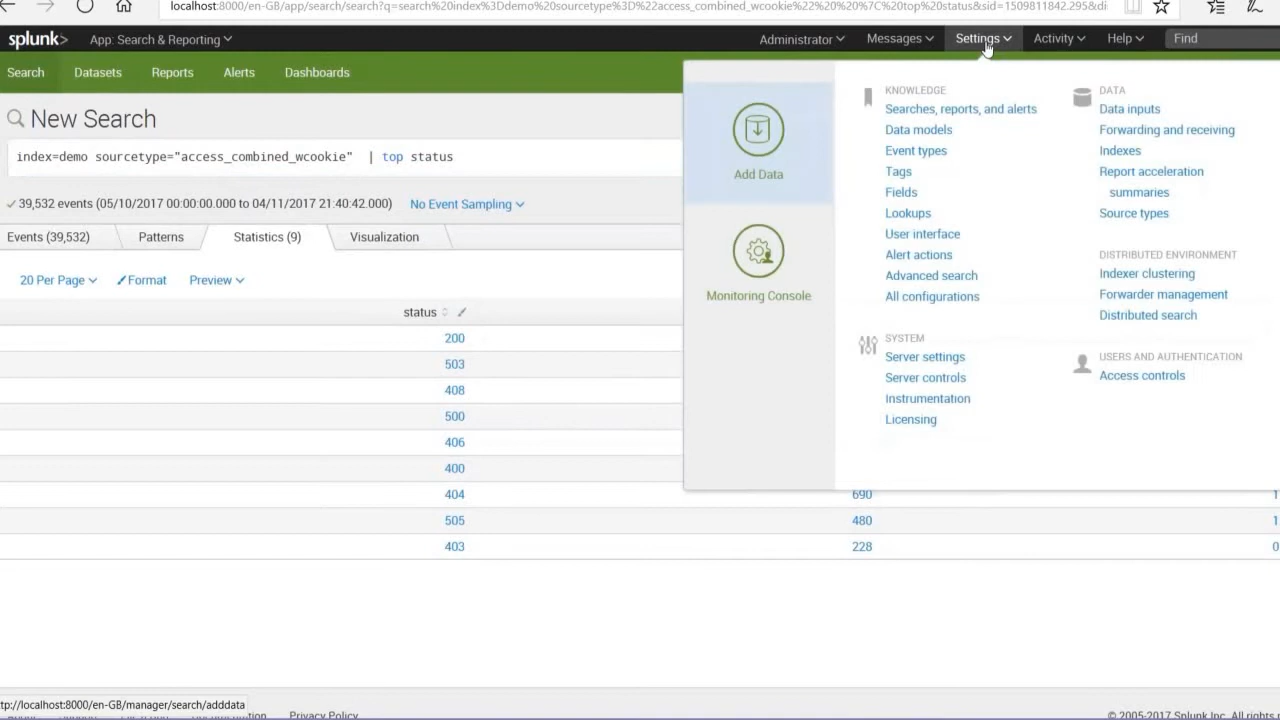 localhost:8000/en-GB/app/search/search?q=search%20index%3Ddemo%20sourcetype%3D%22access_combined_wcookie%22%20%20%7C%20top%20status&sid=1509811842.295&di
splunk> App: Search & Reporting Administrator Messages Settings Activity Help Find
Search Datasets Reports Alerts Dashboards
New Search
index=demo sourcetype="access_combined_wcookie" | top status
39,532 events (05/10/2017 00:00:00.000 to 04/11/2017 21:40:42.000) No Event Sampling
Events (39,532) Patterns Statistics (9) Visualization
20 Per Page Format Preview
status
200
503
408
500
406
400
404 690 1
505 480 1
403 228 0
Add Data
Monitoring Console
KNOWLEDGE
Searches, reports, and alerts
Data models
Event types
Tags
Fields
Lookups
User interface
Alert actions
Advanced search
All configurations
SYSTEM
Server settings
Server controls
Instrumentation
Licensing
DATA
Data inputs
Forwarding and receiving
Indexes
Report acceleration
summaries
Source types
DISTRIBUTED ENVIRONMENT
Indexer clustering
Forwarder management
Distributed search
USERS AND AUTHENTICATION
Access controls
tp://localhost:8000/en-GB/manager/search/adddata
Privacy Policy © 2005-2017 Splunk Inc. All rights